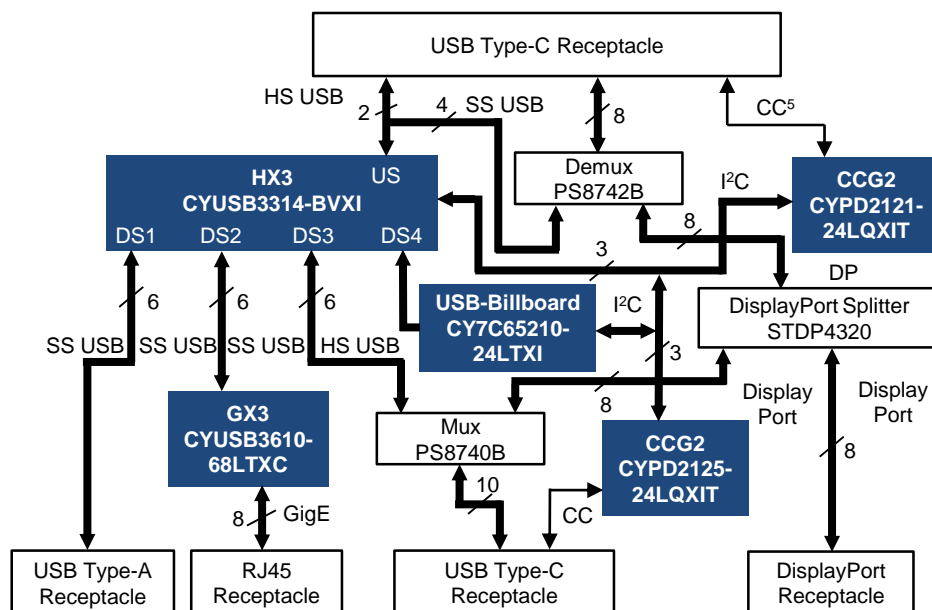 USB Type-C Receptacle
HS USB
2
4
SS USB
8
CC⁵
HX3
US
CYUSB3314-BVXI
DS1
DS2
DS3
DS4
Demux
PS8742B
I²C
CCG2
CYPD2121-
24LQXIT
8
3
DP
6
6
6
USB-Billboard
CY7C65210-
24LTXI
I²C
3
DisplayPort Splitter
STDP4320
SS USB
SS USB
SS USB
HS USB
8
Display
Port
Display
Port
GX3
CYUSB3610-
68LTXC
Mux
PS8740B
CCG2
CYPD2125-
24LQXIT
8
10
8
GigE
CC
USB Type-A
Receptacle
RJ45
Receptacle
USB Type-C
Receptacle
DisplayPort
Receptacle